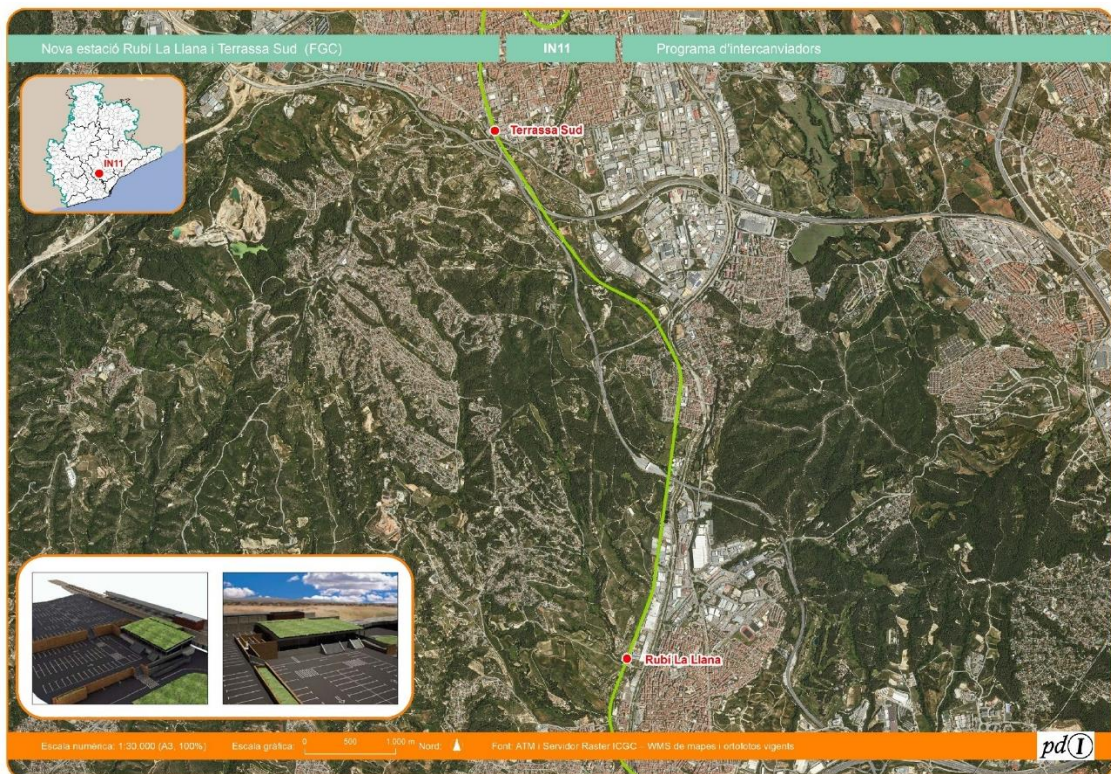 Nova estació Rubí La Llana i Terrassa Sud (FGC)
IN11
Programa d'intercanviadors
IN11
Terrassa Sud
Rubí La Llana
Escala numèrica: 1:30.000 (A3, 100%)
Escala gràfica:
0 500 1.000 m
Nord:
Font: ATM i Servidor Raster ICGC - WMS de mapes i ortofotos vigents
pdI